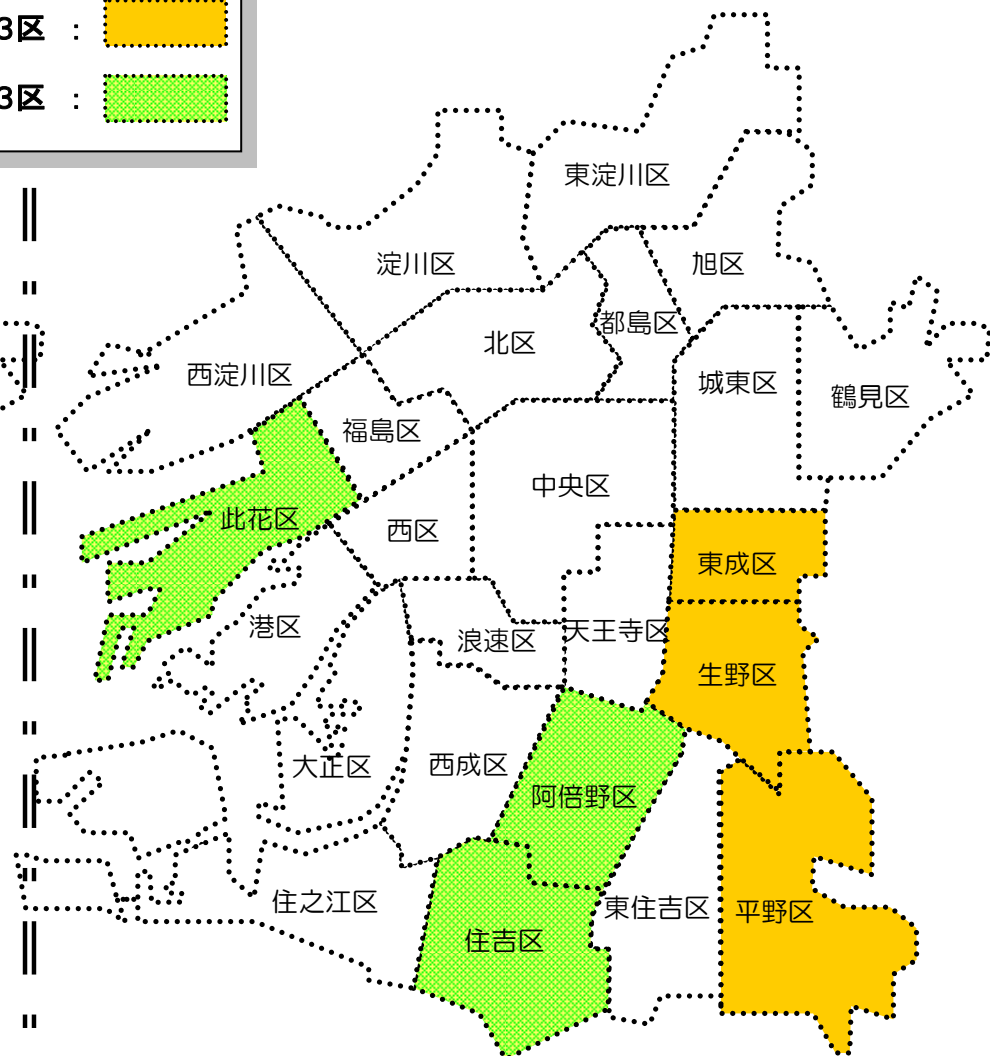 3区 :
3区 :
東淀川区
淀川区
旭区
都島区
北区
西淀川区
城東区
鶴見区
福島区
中央区
此花区
西区
東成区
港区
浪速区
天王寺区
生野区
大正区
西成区
阿倍野区
住之江区
東住吉区
平野区
住吉区